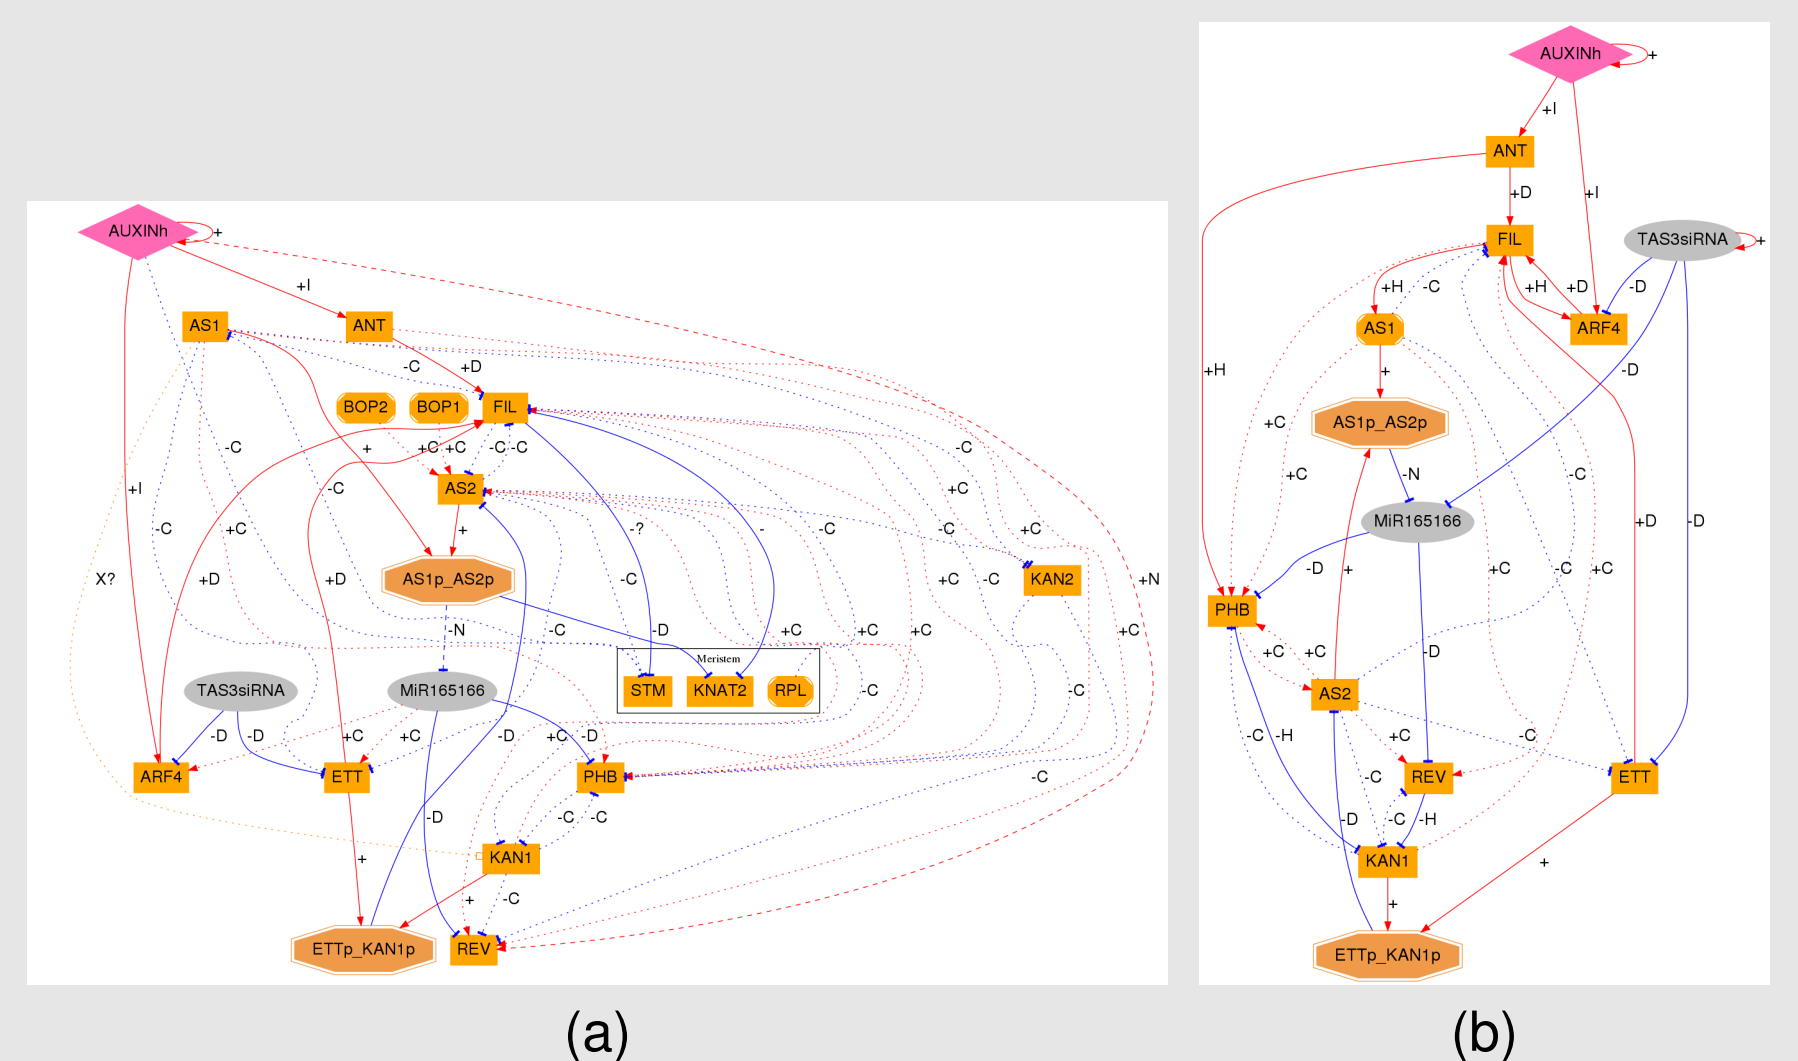 AUXINh
+
+I
AS1
ANT
-C
+D
BOP2
BOP1
FIL
-C
+
+C
+C
-C
-C
-C
+I
-C
AS2
+C
-C
+C
+
-?
-
-C
-C
+C
X?
+D
+D
AS1p_AS2p
-C
+C
-C
KAN2
+N
-N
-C
-D
+C
+C
+C
+C
Meristem
TAS3siRNA
MiR165166
STM
KNAT2
RPL
-C
-C
-D
-D
+C
+C
-D
+C
-D
ARF4
ETT
PHB
-C
-D
-C
-C
+
KAN1
+
-C
ETTp_KAN1p
REV
(a)
AUXINh
+
+I
ANT
+D
+I
FIL
TAS3siRNA
+
+H
-C
+H
+D
-D
AS1
ARF4
+H
+
-D
+C
AS1p_AS2p
+C
-N
-C
MiR165166
+D
-D
-D
+
+C
-C
+C
PHB
+C
+C
-D
AS2
-C
-H
+C
-C
-C
REV
ETT
-D
-C
-H
KAN1
+
+
ETTp_KAN1p
(b)